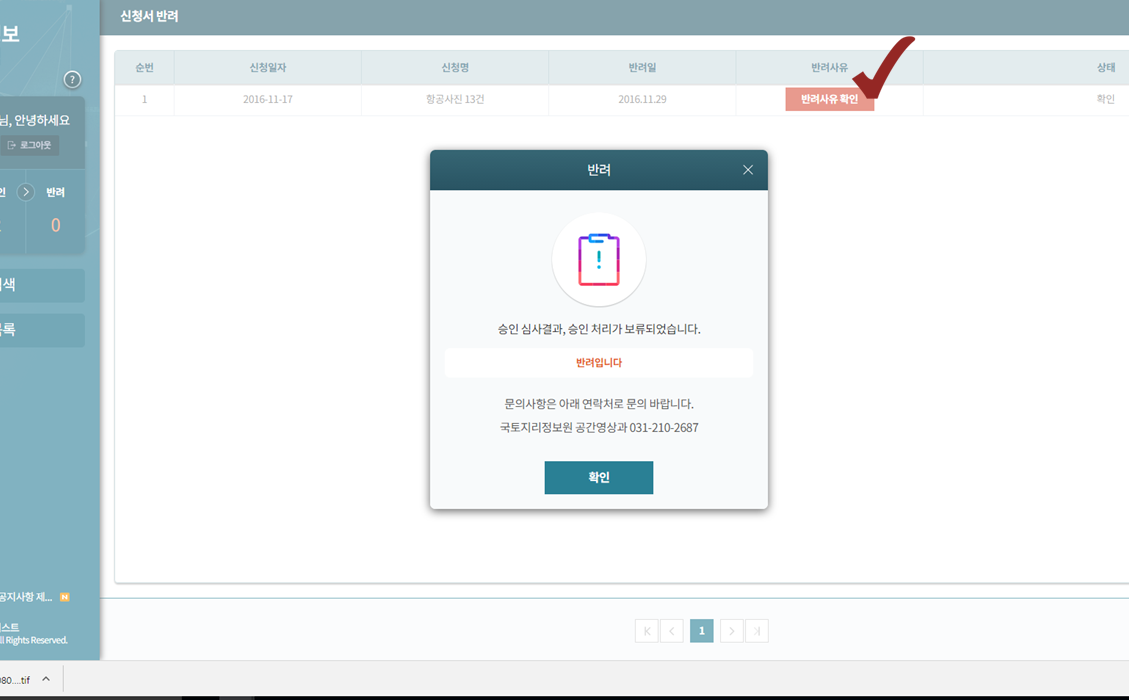 신청서 반려
보
?
순번 신청일자 신청명 반려일 반려사유 상태
1 2016-11-17 항공사진 13건 2016.11.29 반려사유 확인 확인
님, 안녕하세요
로그아웃
인 반려
0
색
록
반려
승인 심사결과, 승인 처리가 보류되었습니다.
반려입니다
문의사항은 아래 연락처로 문의 바랍니다.
국토지리정보원 공간영상과 031-210-2687
확인
공지사항 제... H
스트
ll Rights Reserved.
1
080....tif